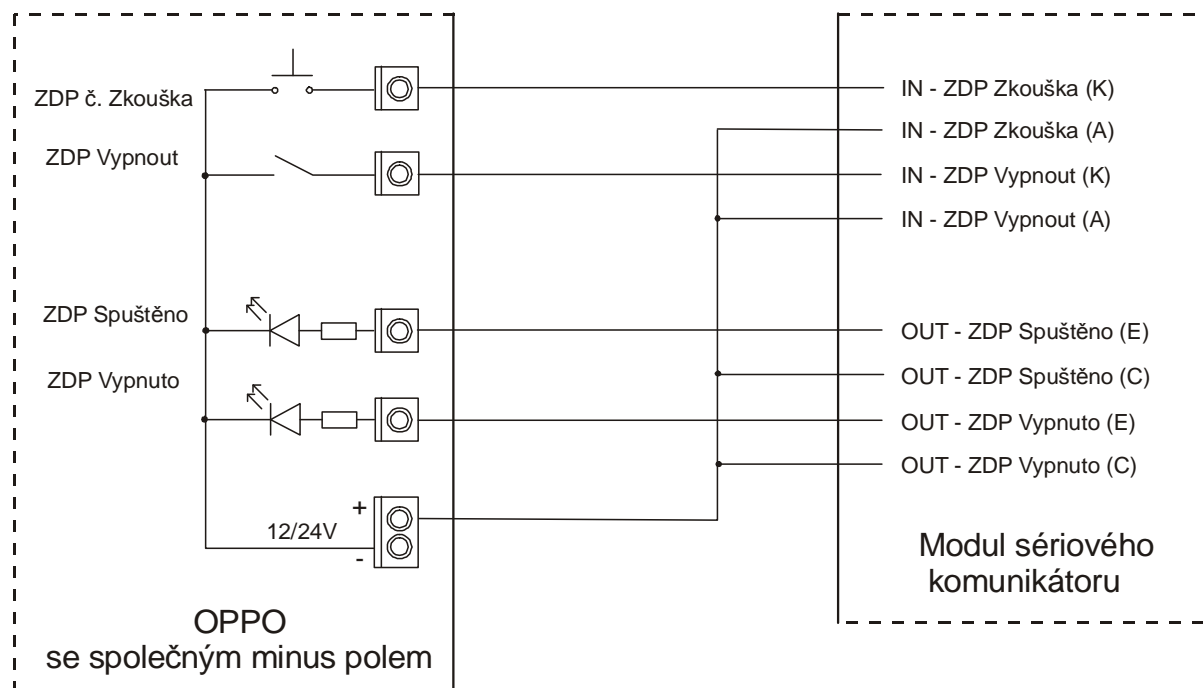 ZDP č. Zkouška
ZDP Vypnout
ZDP Spuštěno
ZDP Vypnuto
+
12/24V
-
OPPO
se společným minus polem
IN - ZDP Zkouška (K)
IN - ZDP Zkouška (A)
IN - ZDP Vypnout (K)
IN - ZDP Vypnout (A)
OUT - ZDP Spuštěno (E)
OUT - ZDP Spuštěno (C)
OUT - ZDP Vypnuto (E)
OUT - ZDP Vypnuto (C)
Modul sériového
komunikátoru